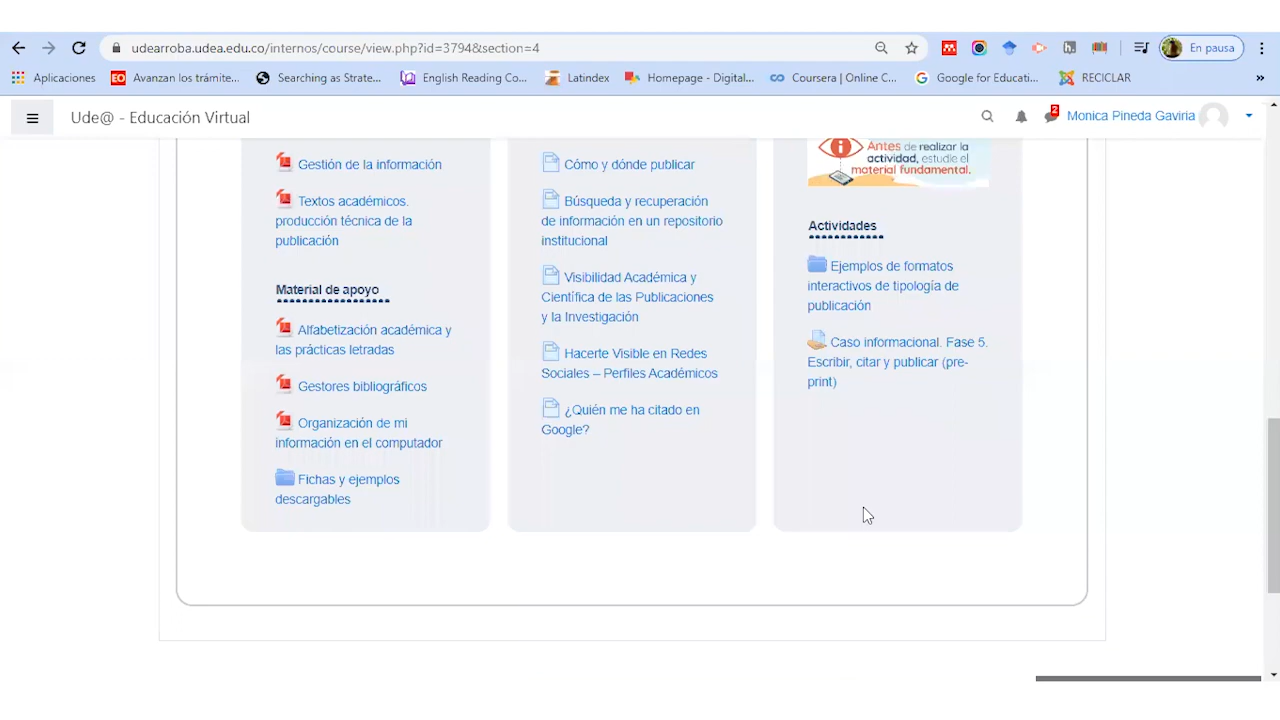 udearroba.udea.edu.co/internos/course/view.php?id=3794&section=4
En pausa
Aplicaciones
EO Avanzan los trámite...
Searching as Strate...
English Reading Co...
Latindex
Homepage - Digital...
Coursera | Online C...
Google for Educati...
RECICLAR
»
Ude@ - Educación Virtual
2
Monica Pineda Gaviria
Gestión de la información
Textos académicos.
producción técnica de la
publicación
Material de apoyo
Alfabetización académica y
las prácticas letradas
Gestores bibliográficos
Organización de mi
información en el computador
Fichas y ejemplos
descargables
Cómo y dónde publicar
Búsqueda y recuperación
de información en un repositorio
institucional
Visibilidad Académica y
Científica de las Publicaciones
y la Investigación
Hacerte Visible en Redes
Sociales – Perfiles Académicos
¿Quién me ha citado en
Google?
Antes de realizar la
actividad, estudie el
material fundamental.
Actividades
Ejemplos de formatos
interactivos de tipología de
publicación
Caso informacional. Fase 5.
Escribir, citar y publicar (pre-
print)